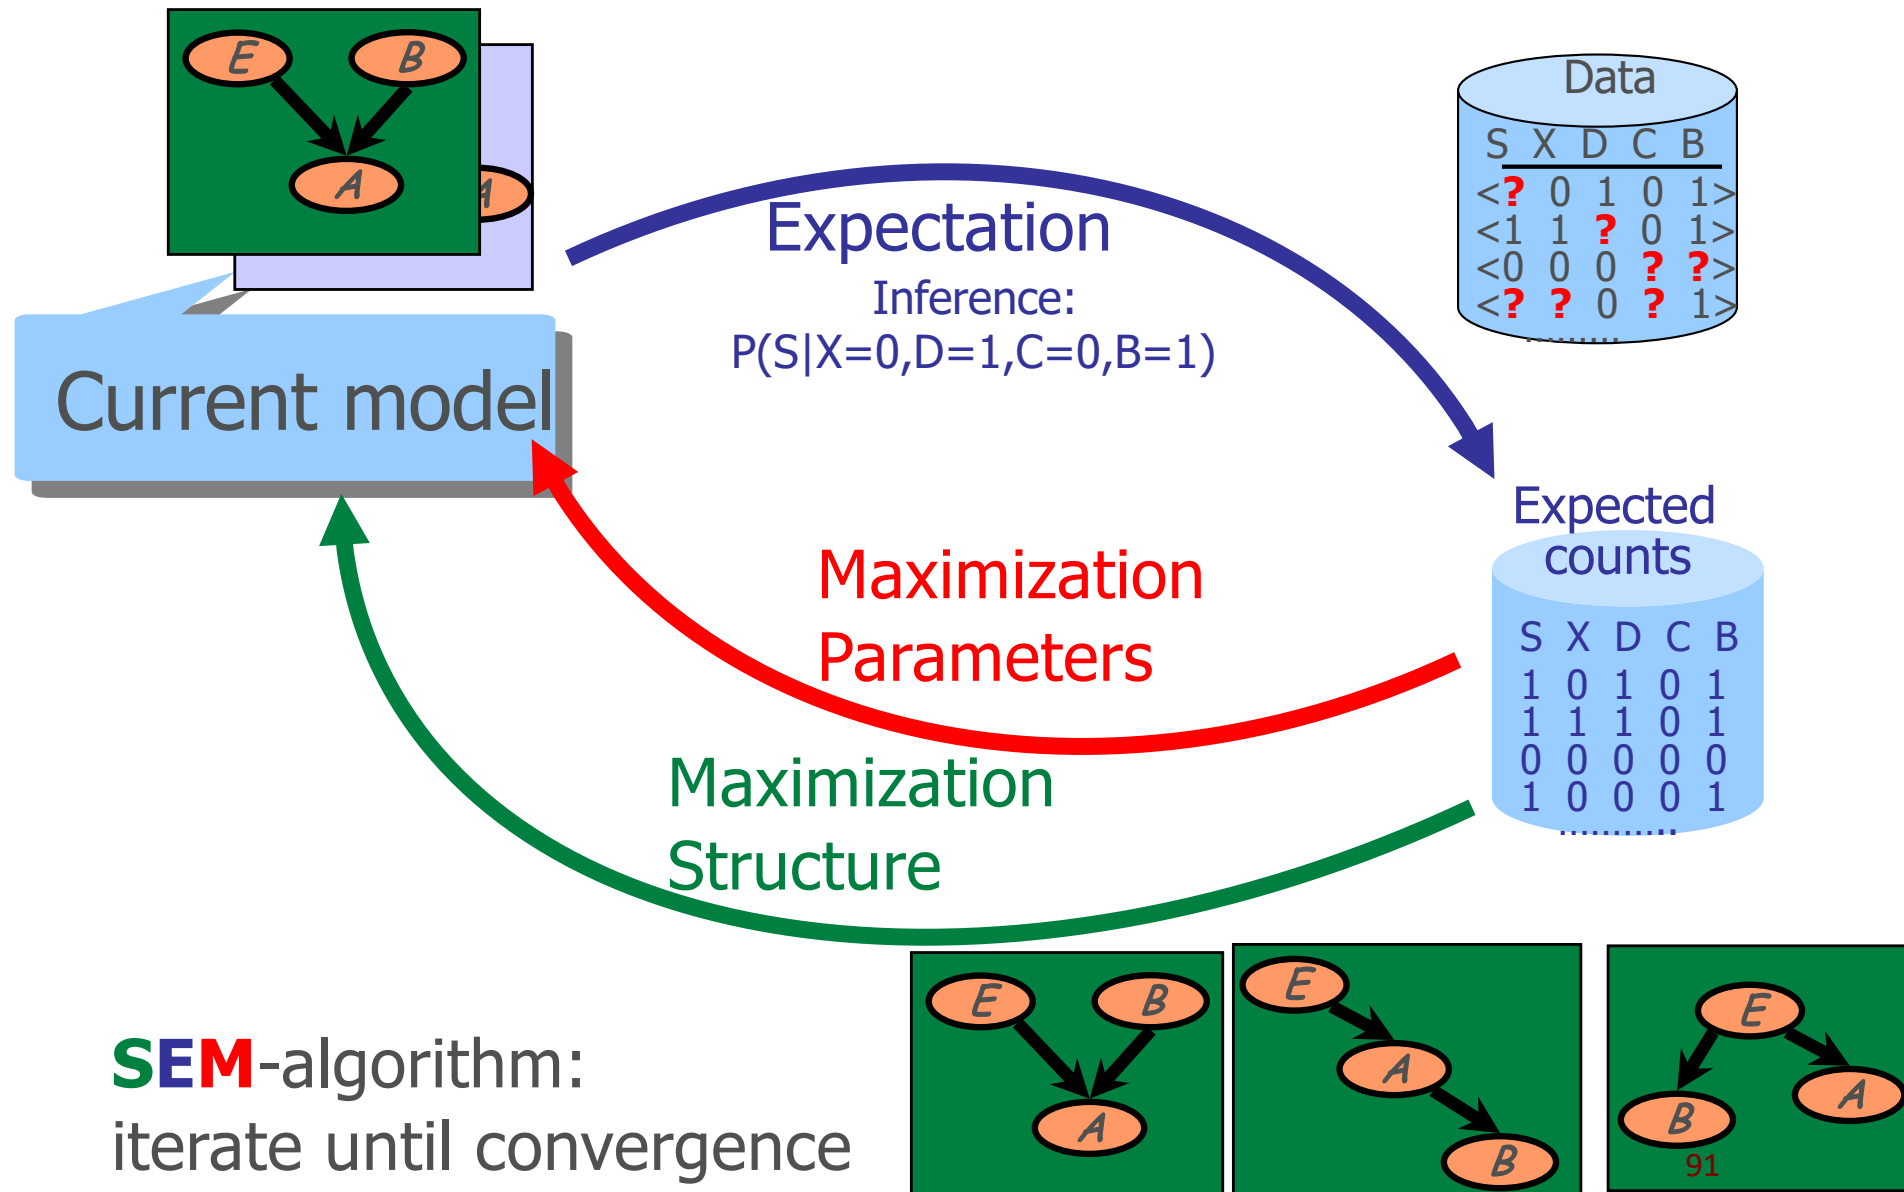 E B
A
A
Current model
Expectation
Inference:
P(S|X=0,D=1,C=0,B=1)
Data
S X D C B
<? 0 1 0 1>
<1 1 ? 0 1>
<0 0 0 ? ?>
<? ? 0 ? 1>
..........
Expected
counts
S X D C B
1 0 1 0 1
1 1 1 0 1
0 0 0 0 0
1 0 0 0 1
...........
Maximization
Parameters
Maximization
Structure
SEM-algorithm:
iterate until convergence
E B
A
E
A
B
E
A
B
91